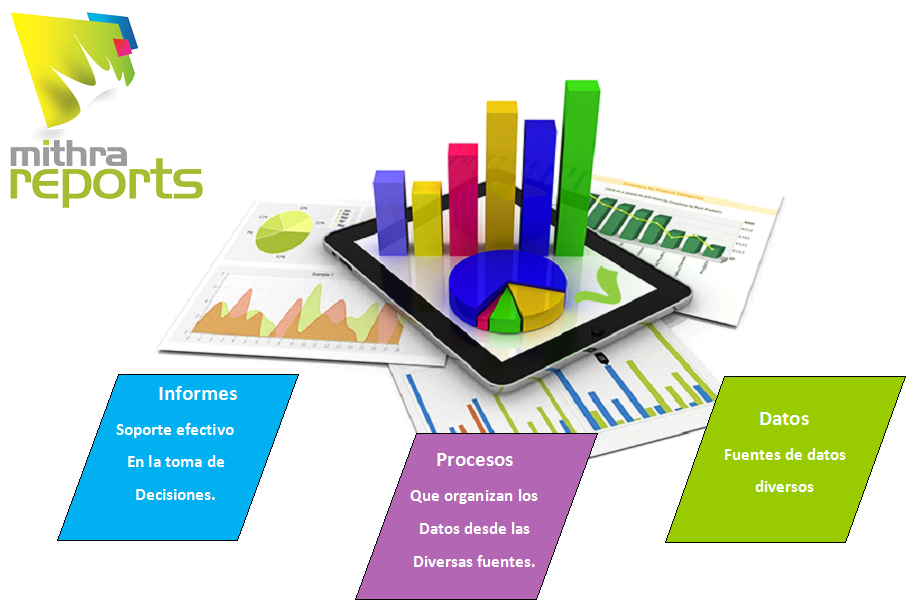 mithra
reports
Informes
Soporte efectivo
En la toma de
Decisiones.
Procesos
Que organizan los
Datos desde las
Diversas fuentes.
Datos
Fuentes de datos
diversos